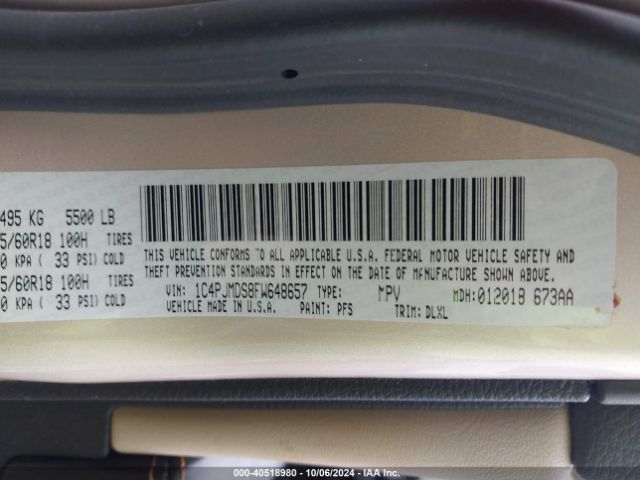 495 KG 5500 LB
5/60R18 100H TIRES
0 KPA ( 33 PSI) COLD
5/60R18 100H TIRES
0 KPA ( 33 PSI) COLD
THIS VEHICLE CONFORMS TO ALL APPLICABLE U.S.A. FEDERAL MOTOR VEHICLE SAFETY AND
THEFT PREVENTION STANDARDS IN EFFECT ON THE DATE OF MFNUFACTURE SHOWN ABOVE.
VIN: 1C4PJMDS8FW648657 TYPE: MPV MDH:012018 673AA
VEHICLE MADE IN U.S.A. PAINT: PFS TRIM: DLXL
000-40518980 - 10/06/2024 - IAA Inc.